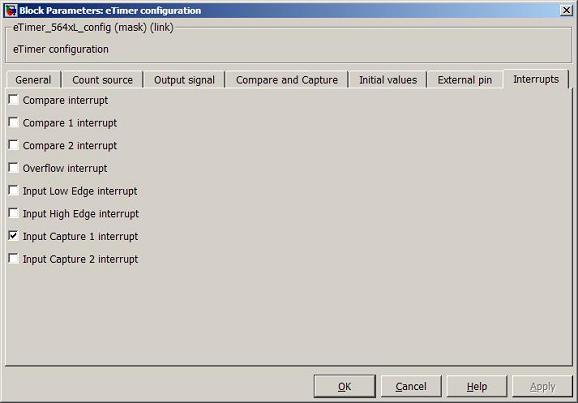 Block Parameters: eTimer configuration
eTimer_564xL_config (mask) (link)
eTimer configuration
General Count source Output signal Compare and Capture Initial values External pin Interrupts
Compare interrupt
Compare 1 interrupt
Compare 2 interrupt
Overflow interrupt
Input Low Edge interrupt
Input High Edge interrupt
Input Capture 1 interrupt
Input Capture 2 interrupt
OK Cancel Help Apply